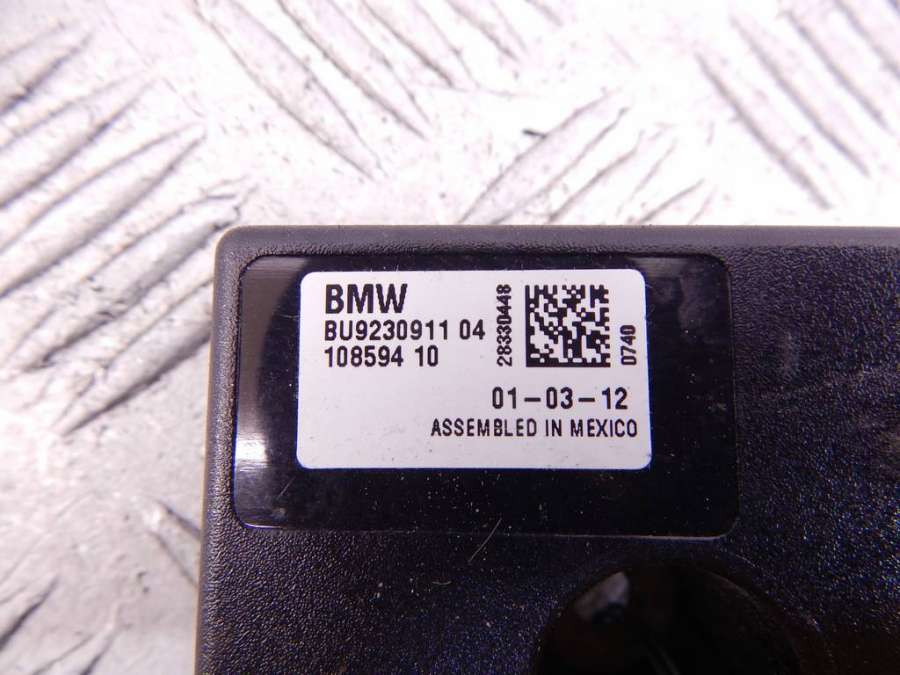 BMW
BU9230911 04
108594 10
28330448
0740
01-03-12
ASSEMBLED IN MEXICO